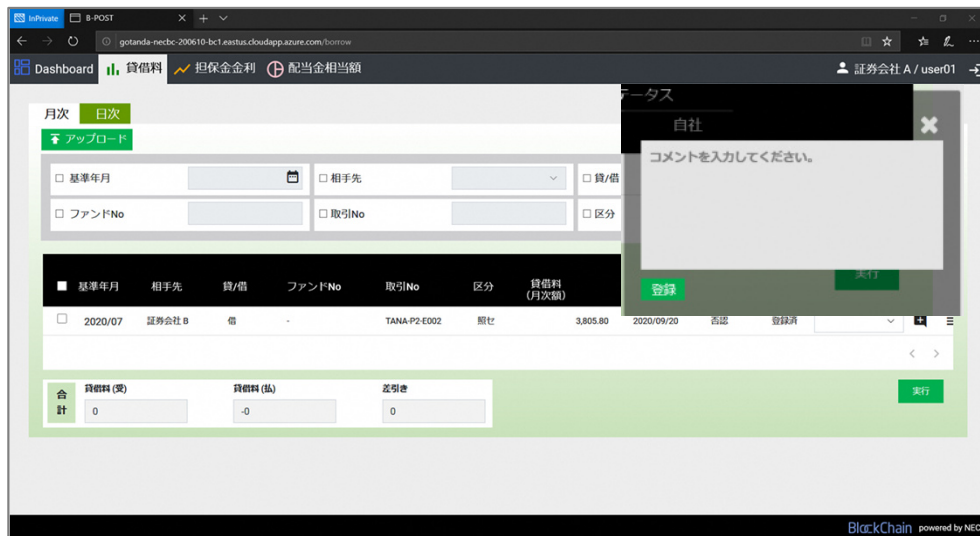 InPrivate B-POST
gotanda-necbc-200610-bc1.eastus.cloudapp.azure.com/borrow
Dashboard 貸借料 担保金金利 配当金相当額 証券会社 A / user01
月次 日次
アップロード
基準年月 相手先 貸/借
ファンドNo 取引No 区分
テータス
自社
コメントを入力してください。
登録
実行
基準年月 相手先 貸/借 ファンドNo 取引No 区分 貸借料
(月次額)
2020/07 証券会社 B 借 - TANA-P2-E002 照セ 3,805.80 2020/09/20 否認 登録済
合計
貸借料 (受) 貸借料 (払) 差引き
0 -0 0
実行
BlockChain powered by NEC